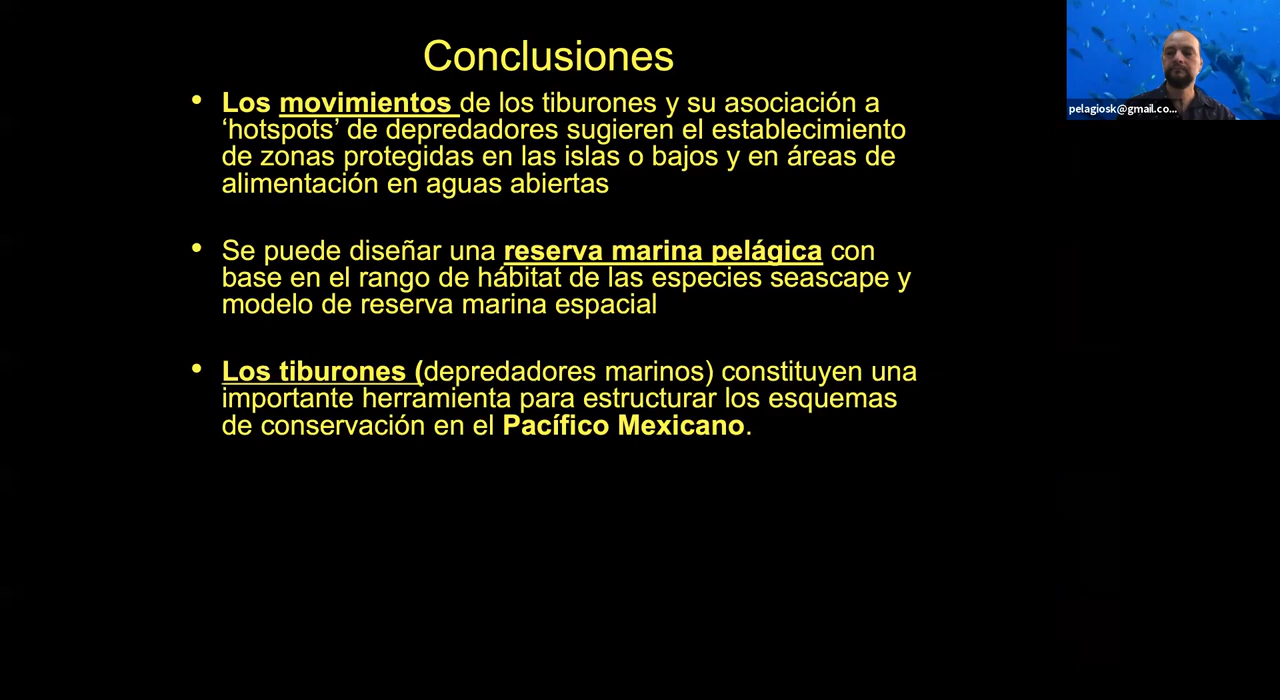 Conclusiones
• Los movimientos de los tiburones y su asociación a
‘hotspots’ de depredadores sugieren el establecimiento
de zonas protegidas en las islas o bajos y en áreas de
alimentación en aguas abiertas
• Se puede diseñar una reserva marina pelágica con
base en el rango de hábitat de las especies seascape y
modelo de reserva marina espacial
• Los tiburones (depredadores marinos) constituyen una
importante herramienta para estructurar los esquemas
de conservación en el Pacífico Mexicano.
pelagiosk@gmail.co...